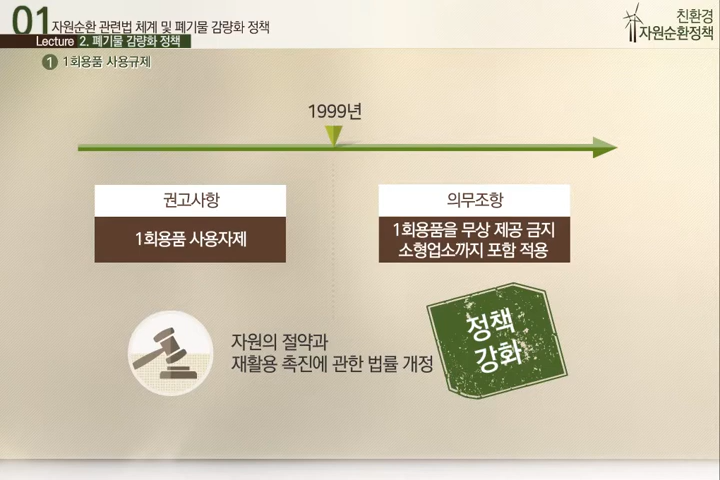 01 자원순환 관련법 체계 및 폐기물 감량화 정책
Lecture 2. 폐기물 감량화 정책
친환경
자원순환정책
1 1회용품 사용규제
1999년
권고사항
1회용품 사용자제
의무조항
1회용품을 무상 제공 금지
소형업소까지 포함 적용
자원의 절약과
재활용 촉진에 관한 법률 개정
정책
강화